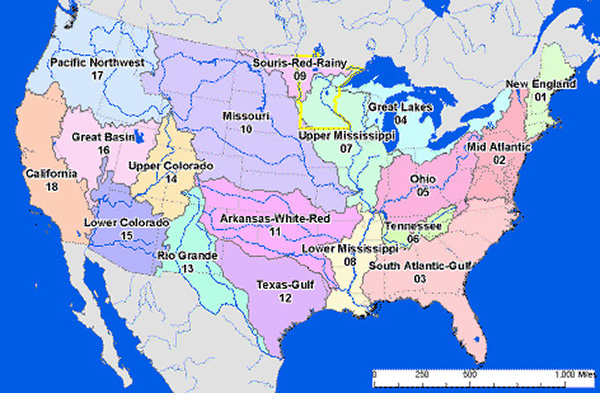 Pacific Northwest
17
Souris-Red-Rainy
09
New England
01
Great Lakes
04
Missouri
10
Upper Mississippi
07
Great Basin
16
Mid Atlantic
02
Upper Colorado
14
California
18
Ohio
05
Lower Colorado
15
Arkansas-White-Red
11
Tennessee
06
Lower Mississippi
08
Rio Grande
13
South Atlantic-Gulf
03
Texas-Gulf
12
0 250 500 1,000 Miles